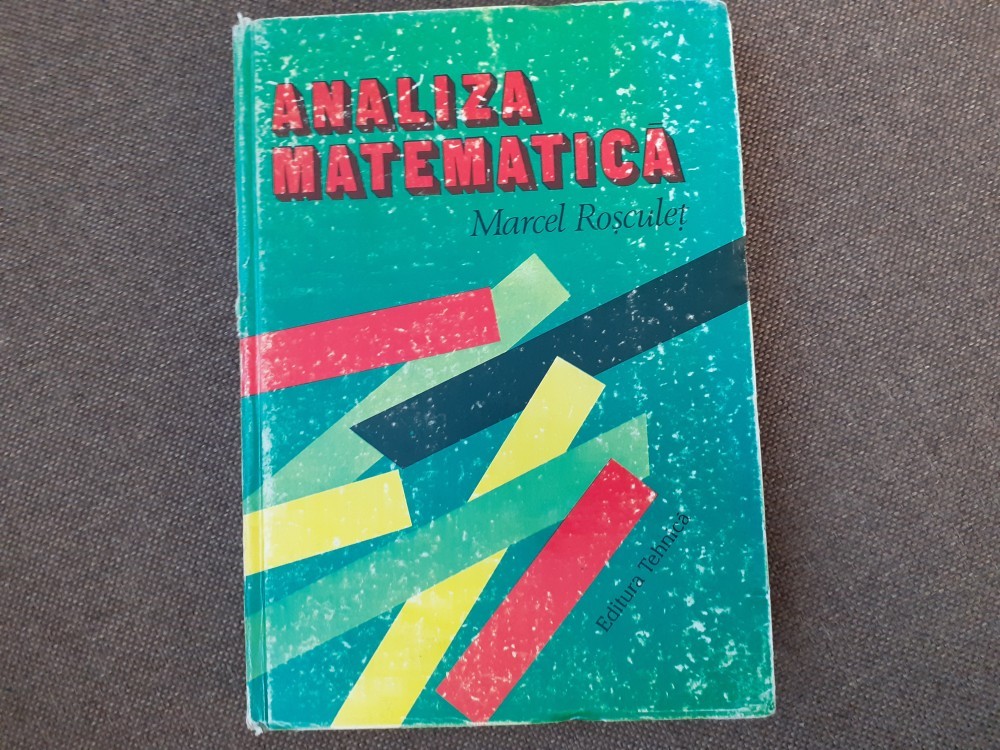 ANALIZA
MATEMATICĂ
Marcel Roșculeț
Editura Tehnică